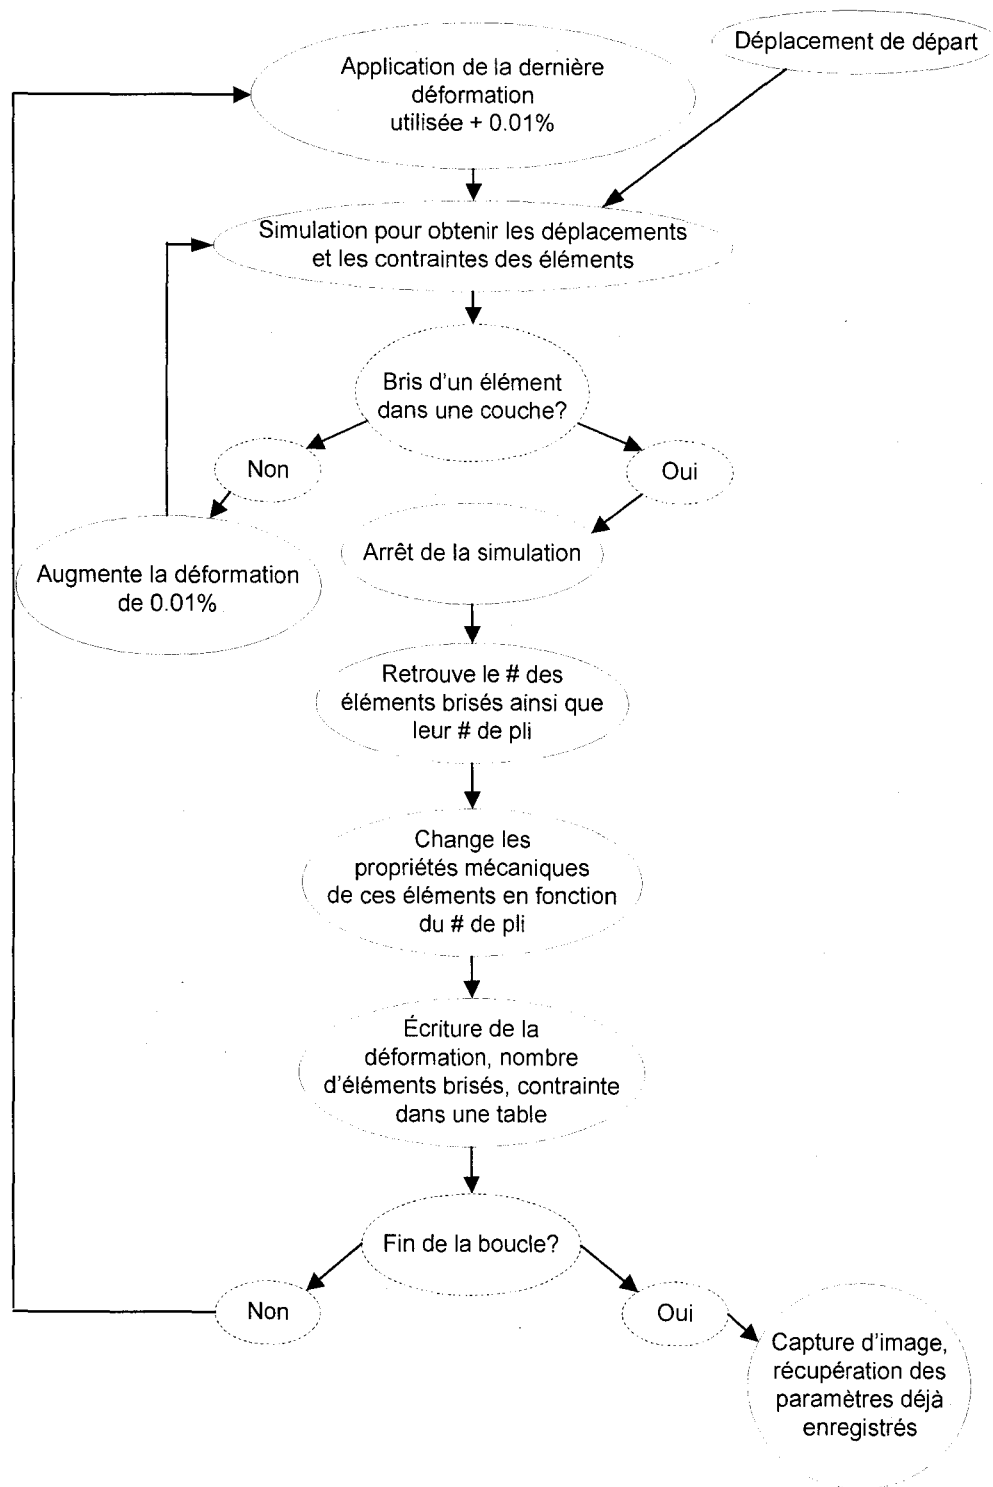 Déplacement de départ
Application de la dernière
déformation
utilisée + 0.01%
Simulation pour obtenir les déplacements
et les contraintes des éléments
Bris d'un élément
dans une couche?
Non
Oui
Augmente la déformation
de 0.01%
Arrêt de la simulation
Retrouve le # des
éléments brisés ainsi que
leur # de pli
Change les
propriétés mécaniques
de ces éléments en fonction
du # de pli
Écriture de la
déformation, nombre
d'éléments brisés, contrainte
dans une table
Fin de la boucle?
Non
Oui
Capture d'image,
récupération des
paramètres déjà
enregistrés